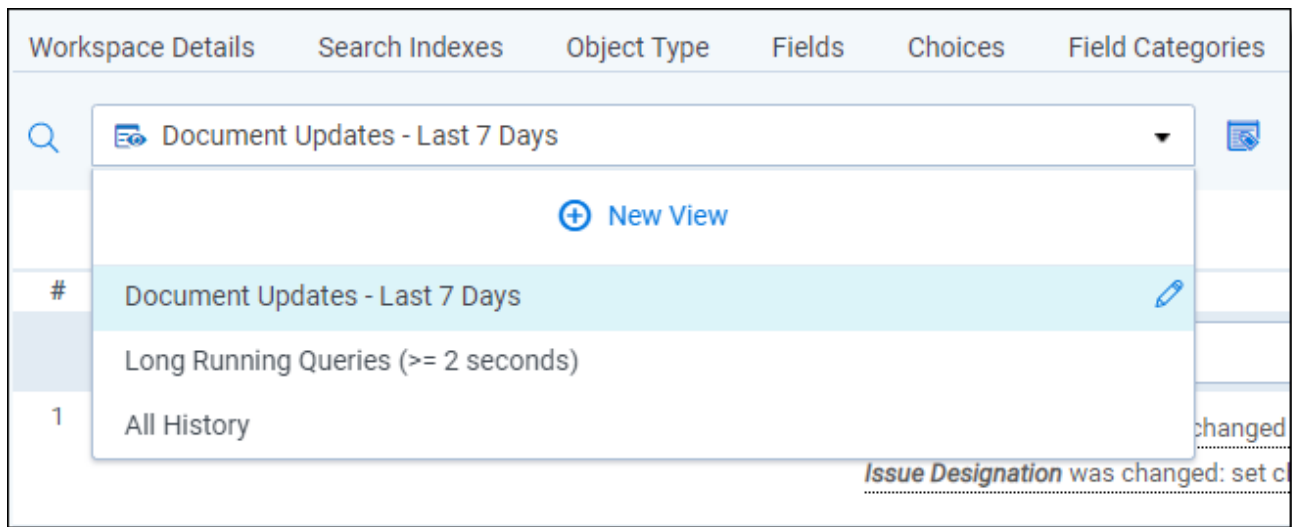 Workspace Details Search Indexes Object Type Fields Choices Field Categories
Document Updates - Last 7 Days
New View
#
Document Updates - Last 7 Days
Long Running Queries (>= 2 seconds)
1
All History
changed
Issue Designation was changed: set cl